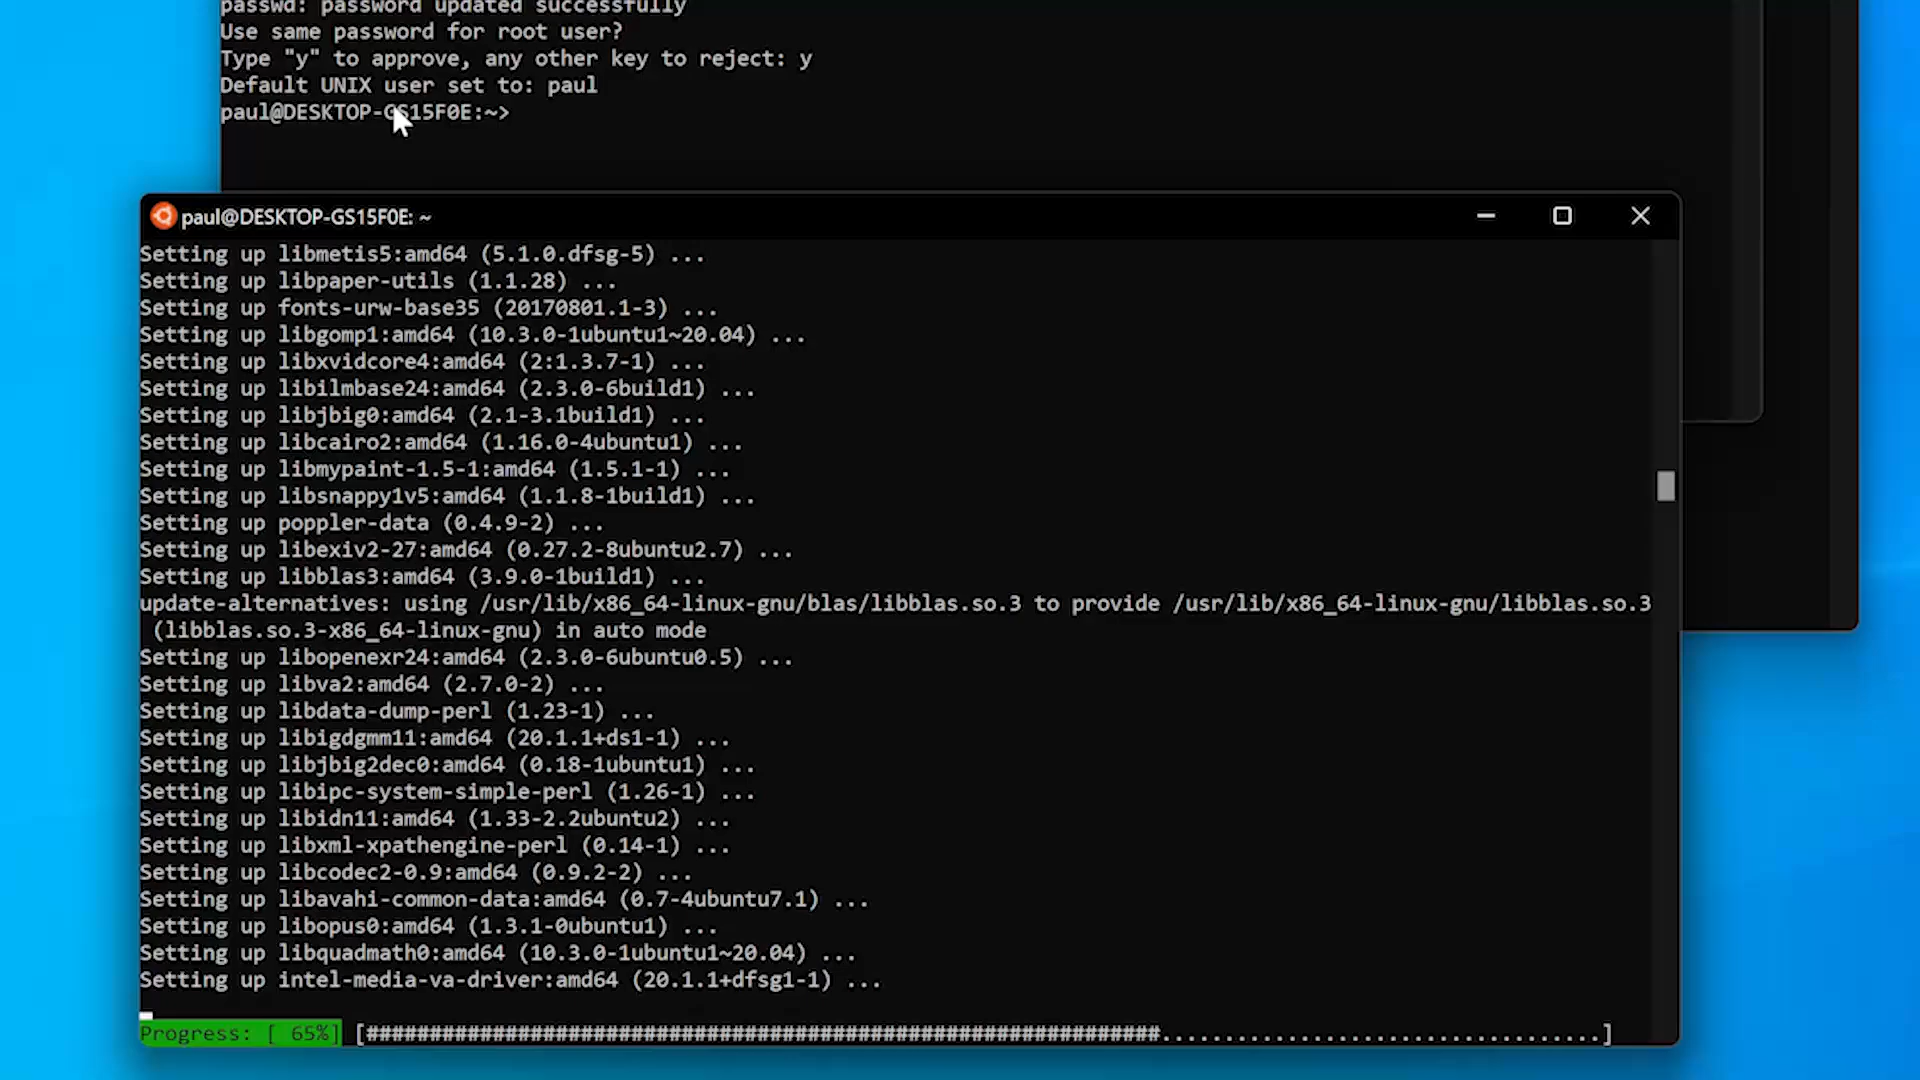 passwd: password updated successfully
Use same password for root user?
Type "y" to approve, any other key to reject: y
Default UNIX user set to: paul
paul@DESKTOP-GS15F0E:~>
paul@DESKTOP-GS15F0E: ~
Setting up libmetis5:amd64 (5.1.0.dfsg-5) ...
Setting up libpaper-utils (1.1.28) ...
Setting up fonts-urw-base35 (20170801.1-3) ...
Setting up libgomp1:amd64 (10.3.0-1ubuntu1~20.04) ...
Setting up libxvidcore4:amd64 (2:1.3.7-1) ...
Setting up libilmbase24:amd64 (2.3.0-6build1) ...
Setting up libjbig0:amd64 (2.1-3.1build1) ...
Setting up libcairo2:amd64 (1.16.0-4ubuntu1) ...
Setting up libmypaint-1.5-1:amd64 (1.5.1-1) ...
Setting up libsnappy1v5:amd64 (1.1.8-1build1) ...
Setting up poppler-data (0.4.9-2) ...
Setting up libexiv2-27:amd64 (0.27.2-8ubuntu2.7) ...
Setting up libblas3:amd64 (3.9.0-1build1) ...
update-alternatives: using /usr/lib/x86_64-linux-gnu/blas/libblas.so.3 to provide /usr/lib/x86_64-linux-gnu/libblas.so.3
(libblas.so.3-x86_64-linux-gnu) in auto mode
Setting up libopenexr24:amd64 (2.3.0-6ubuntu0.5) ...
Setting up libva2:amd64 (2.7.0-2) ...
Setting up libdata-dump-perl (1.23-1) ...
Setting up libigdgmm11:amd64 (20.1.1+ds1-1) ...
Setting up libjbig2dec0:amd64 (0.18-1ubuntu1) ...
Setting up libipc-system-simple-perl (1.26-1) ...
Setting up libidn11:amd64 (1.33-2.2ubuntu2) ...
Setting up libxml-xpathengine-perl (0.14-1) ...
Setting up libcodec2-0.9:amd64 (0.9.2-2) ...
Setting up libavahi-common-data:amd64 (0.7-4ubuntu7.1) ...
Setting up libopus0:amd64 (1.3.1-0ubuntu1) ...
Setting up libquadmath0:amd64 (10.3.0-1ubuntu1~20.04) ...
Setting up intel-media-va-driver:amd64 (20.1.1+dfsg1-1) ...
Progress: [ 65%] [###############################################################...................................]